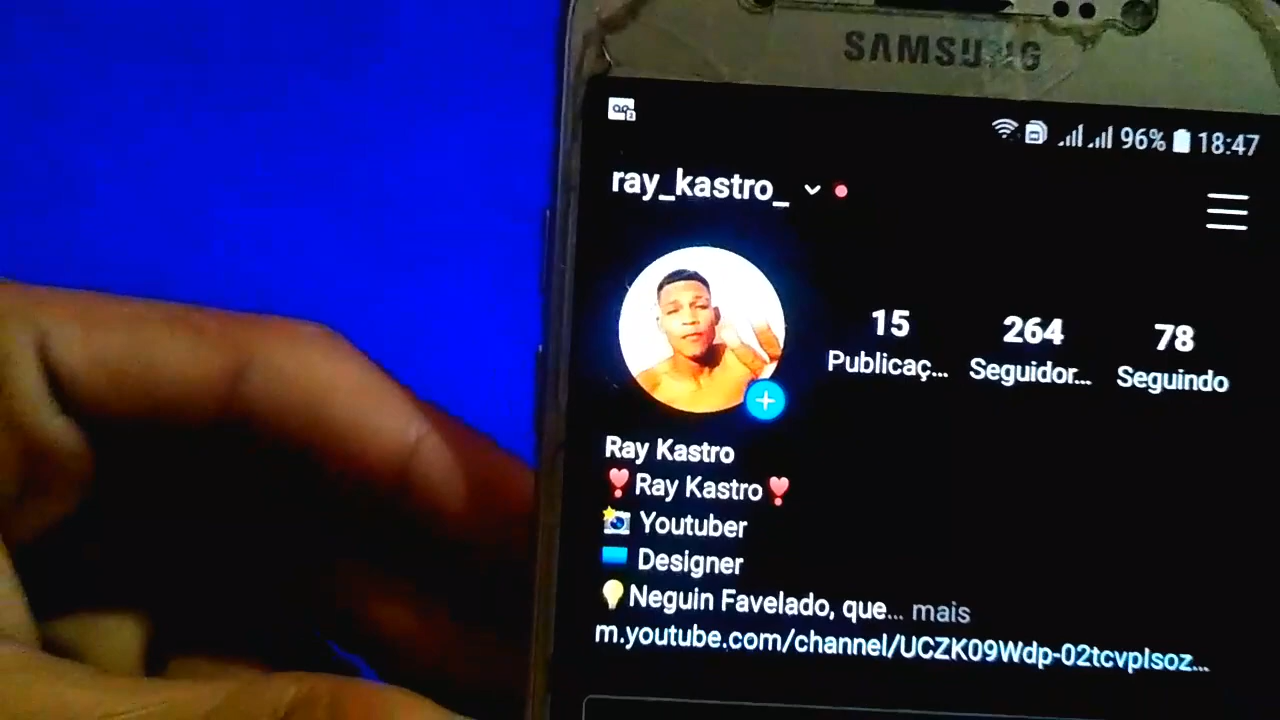 SAMSUNG
96% 18:47
ray_kastro_
15 264 78
Publicaç... Seguidor... Seguindo
Ray Kastro
❣Ray Kastro❣
📸 Youtuber
Designer
💡Neguin Favelado, que... mais
m.youtube.com/channel/UCZK09Wdp-02tcvpIsoz...